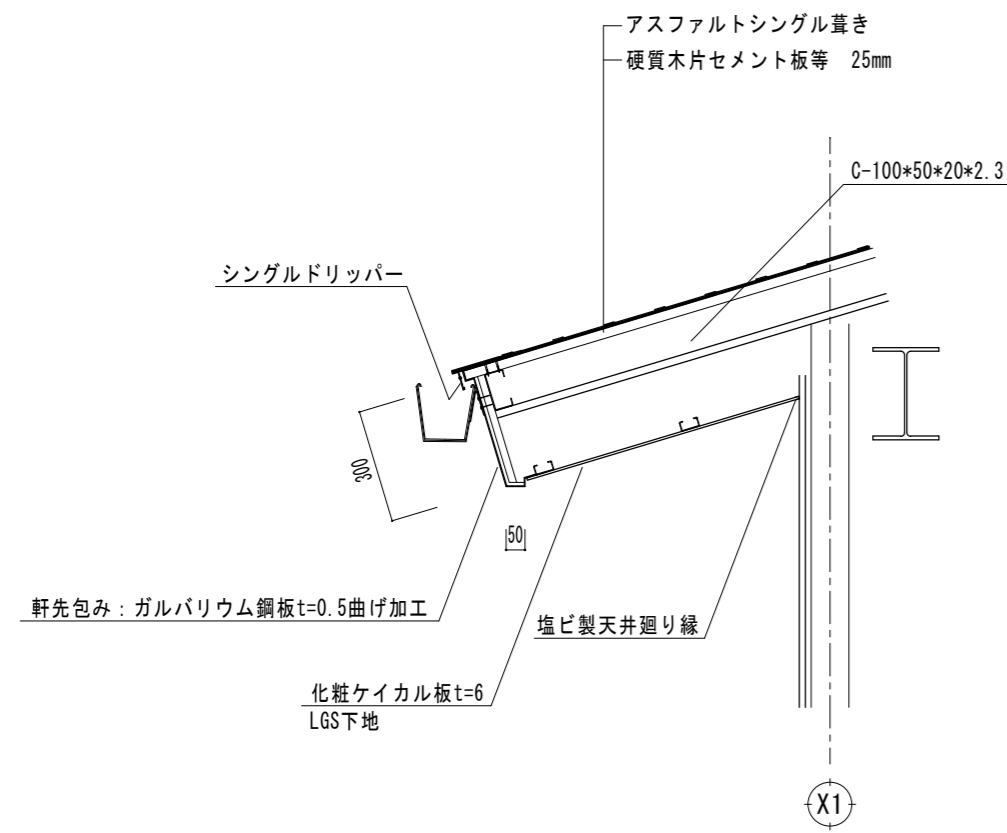 アスファルトシングル葺き
硬質木片セメント板等　25mm
C-100*50*20*2.3
シングルドリッパー
300
50
軒先包み：ガルバリウム鋼板t=0.5曲げ加工
塩ビ製天井廻り縁
化粧ケイカル板t=6
LGS下地
X1